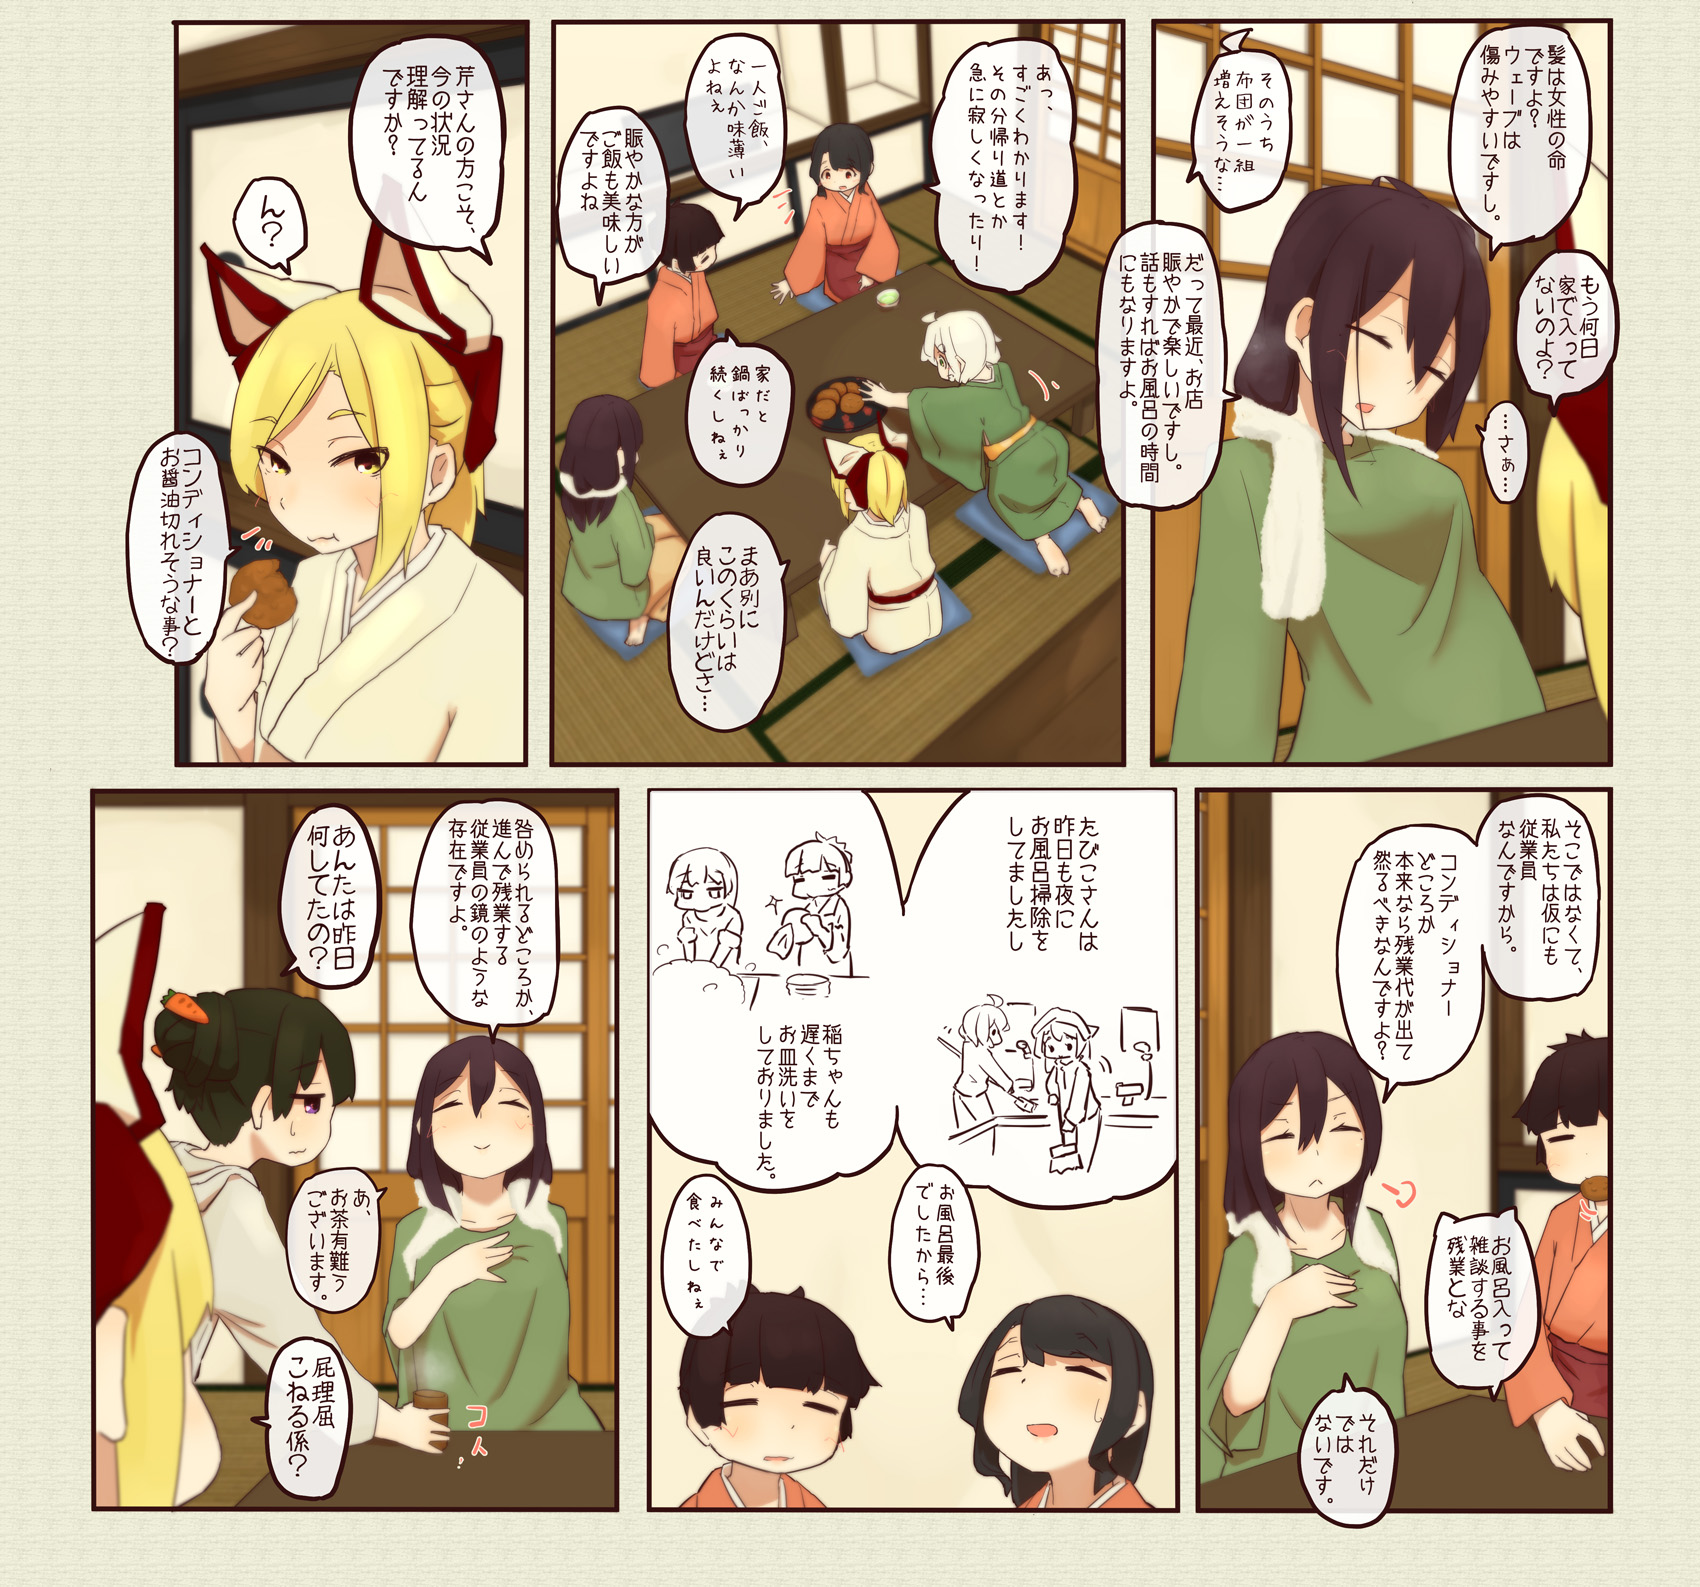 髪は女性の命
ですよ？
ウェーブは
傷みやすいですし。
もう何日
家で入って
ないのよ？
…さぁ…
そのうち
布団が一組
増えそうな…
だって最近、お店
賑やかで楽しいですし。
話もすればお風呂の時間
にもなりますよ。
あっ、
すごくわかります！
その分帰り道とか
急に寂しくなったり！
一人ご飯、
なんか味薄い
よねぇ
賑やかな方が
ご飯も美味しい
ですよね
家だと
鍋ばっかり
続くしねぇ
まあ別に
このくらいは
良いんだけどさ…
芹さんの方こそ、
今の状況
理解ってるん
ですか？
ん？
コンディショナーと
お醤油切れそうな事？
そこではなくて、
私たちは仮にも
従業員
なんですから。
コンディショナー
どころか
本来なら残業代が出て
然るべきなんですよ？
お風呂入って
雑談する事を
残業とな
それだけ
では
ないです。
たびこさんは
昨日も夜に
お風呂掃除を
してましたし
稲ちゃんも
遅くまで
お皿洗いを
しておりました。
お風呂最後
でしたから…
みんなで
食べたしねぇ
咎められるどころか、
進んで残業する
従業員の鏡のような
存在ですよ。
あんたは昨日
何してたの？
あ、
お茶有難う
ございます。
コト
屁理屈
こねる係？